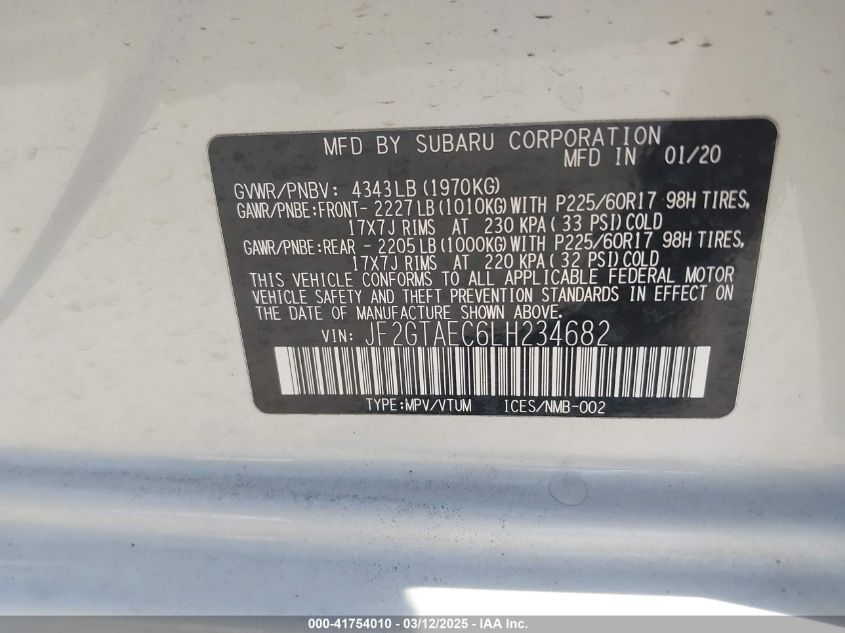 MFD BY SUBARU CORPORATION
MFD IN 01/20
GVWR/PNBV: 4343LB(1970KG)
GAWR/PNBE:FRONT- 2227LB(1010KG)WITH P225/60R17 98H TIRES,
17X7J RIMS AT 230 KPA(33 PSI)COLD
GAWR/PNBE:REAR - 2205LB(1000KG)WITH P225/60R17 98H TIRES,
17X7J RIMS AT 220 KPA(32 PSI)COLD
THIS VEHICLE CONFORMS TO ALL APPLICABLE FEDERAL MOTOR
VEHICLE SAFETY AND THEFT PREVENTION STANDARDS IN EFFECT ON
THE DATE OF MANUFACTURE SHOWN ABOVE.
VIN: JF2GTAEC6LH234682
TYPE:MPV/VTUM ICES/NMB-002
000-41754010 - 03/12/2025 - IAA Inc.